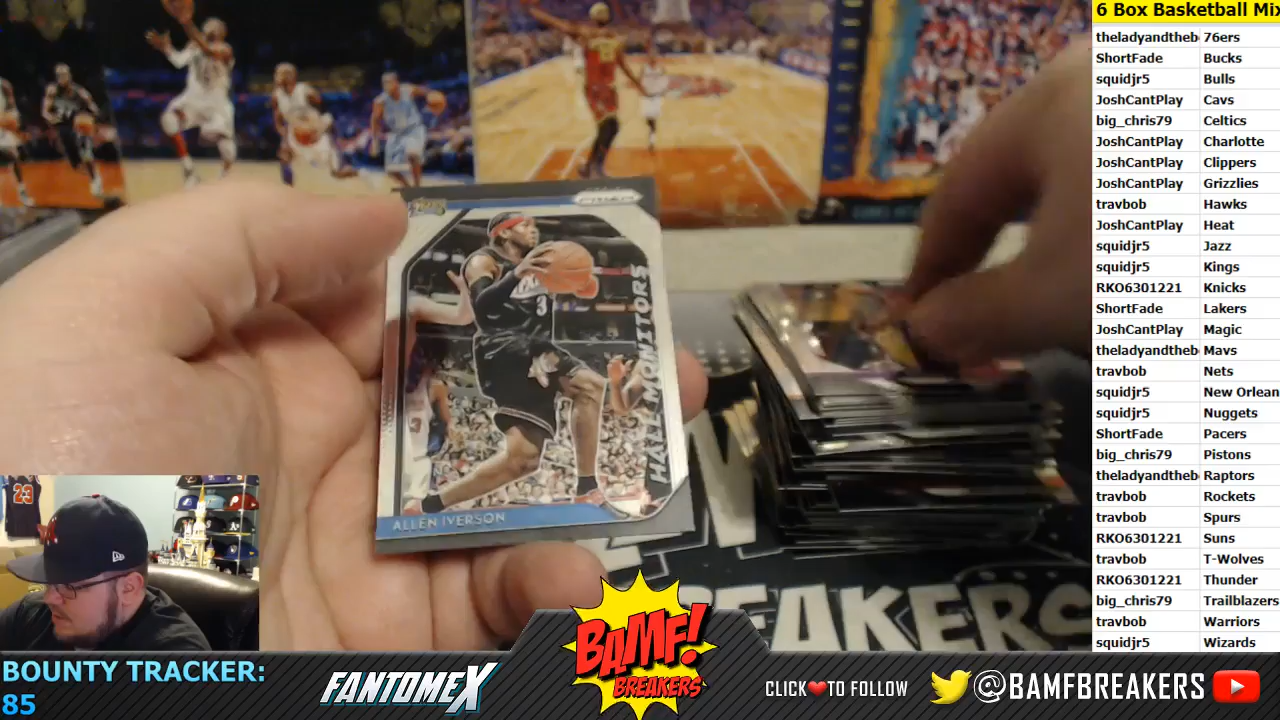 6 Box Basketball Mix
theladyandtheb 76ers
ShortFade Bucks
squidjr5 Bulls
JoshCantPlay Cavs
big_chris79 Celtics
JoshCantPlay Charlotte
JoshCantPlay Clippers
JoshCantPlay Grizzlies
travbob Hawks
JoshCantPlay Heat
squidjr5 Jazz
squidjr5 Kings
RKO6301221 Knicks
ShortFade Lakers
JoshCantPlay Magic
theladyandtheb Mavs
travbob Nets
squidjr5 New Orlean
squidjr5 Nuggets
ShortFade Pacers
big_chris79 Pistons
theladyandtheb Raptors
travbob Rockets
travbob Spurs
RKO6301221 Suns
travbob T-Wolves
RKO6301221 Thunder
big_chris79 Trailblazers
travbob Warriors
squidjr5 Wizards
PRIZM
3
HALL MONITORS
ALLEN IVERSON
23
BREAKERS
BOUNTY TRACKER:
85
FANTOMEX
BAMF!
BREAKERS
CLICK❤TO FOLLOW
@BAMFBREAKERS